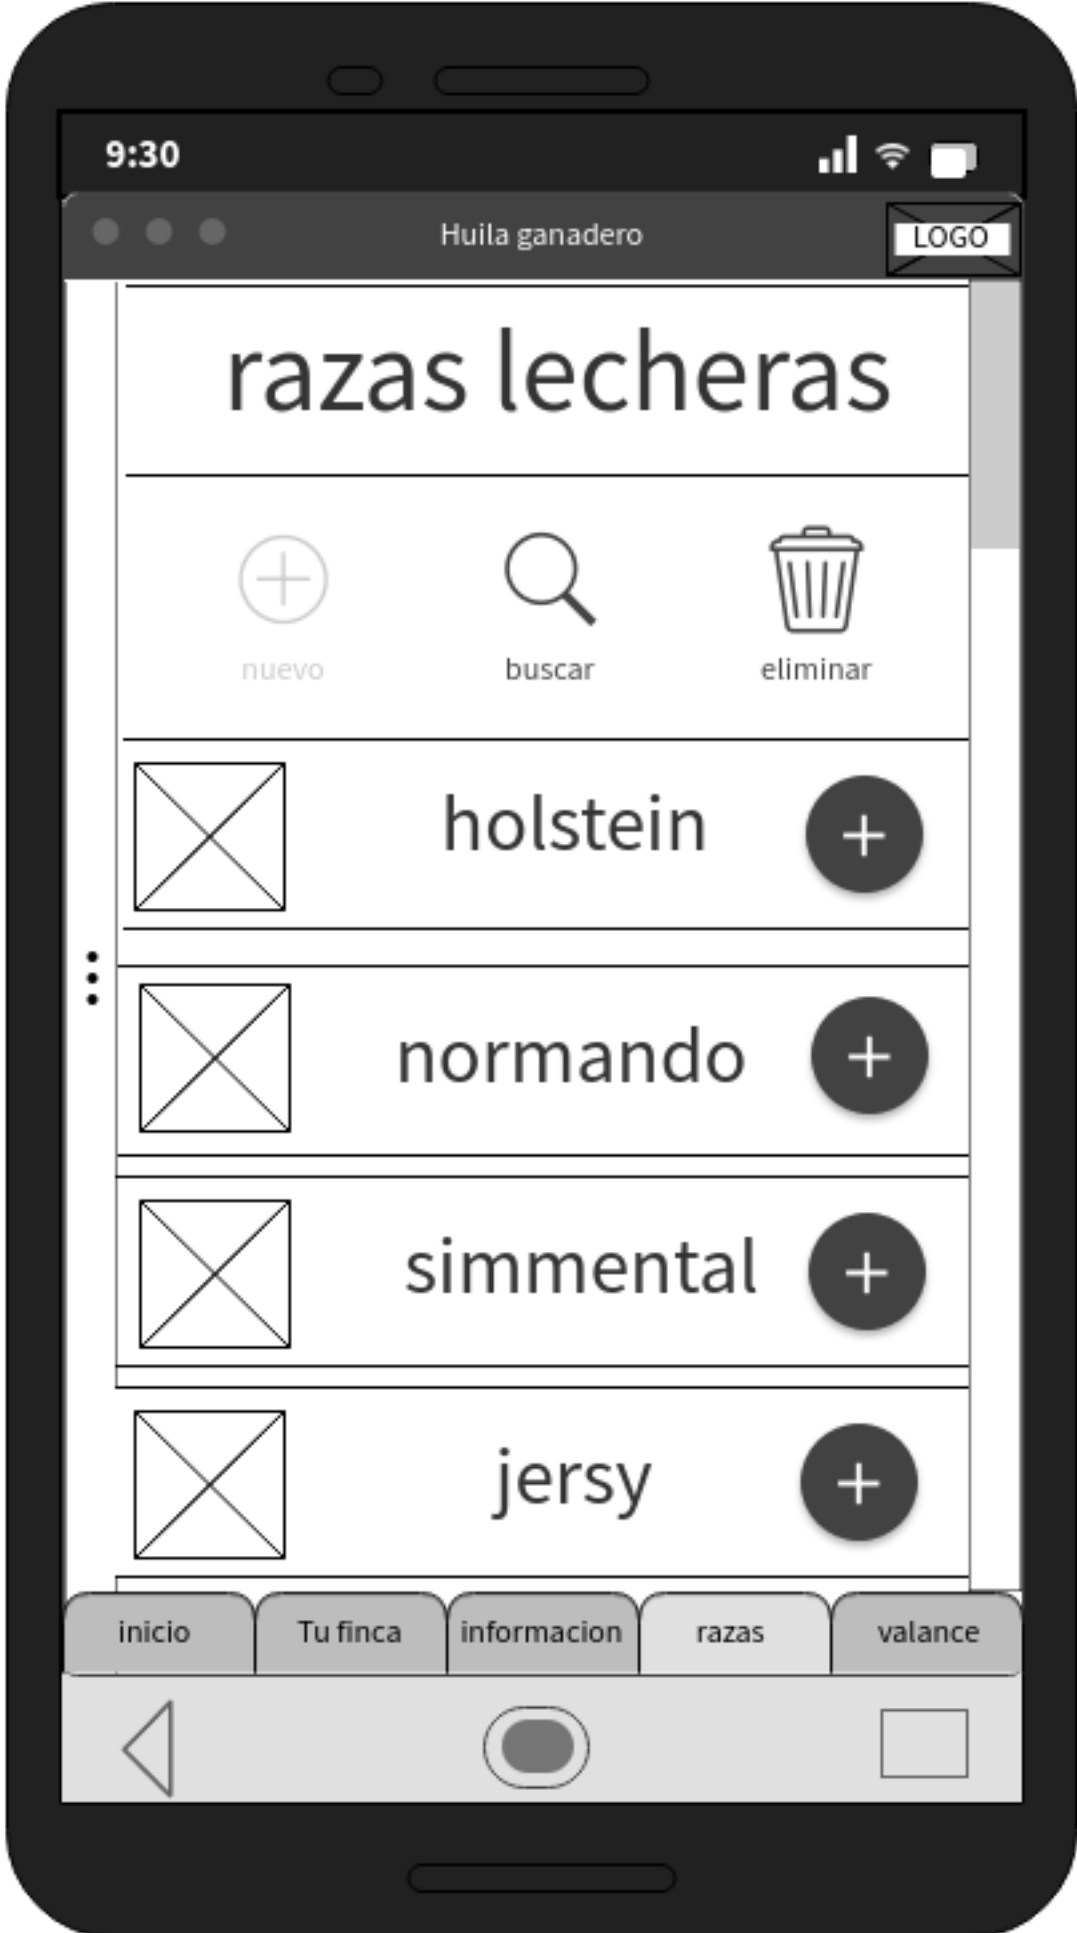 9:30
Huila ganadero
LOGO
razas lecheras
nuevo buscar eliminar
holstein
normando
simmental
jersy
inicio Tu finca informacion razas valance